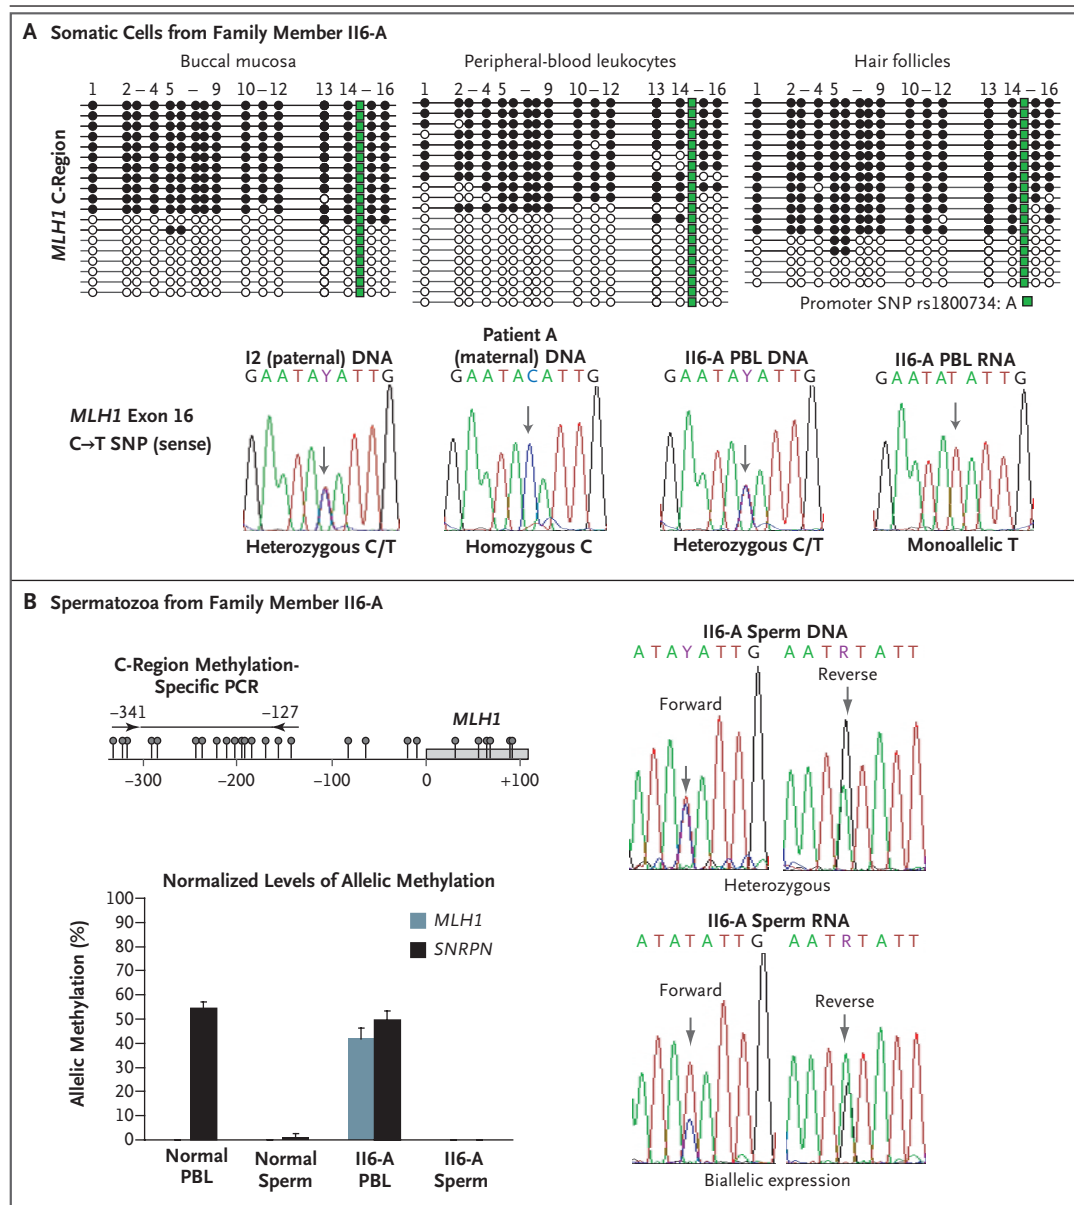 A Somatic Cells from Family Member II6-A
Buccal mucosa
Peripheral-blood leukocytes
Hair follicles
1 2 – 4 5 – 9 10 – 12 13 14 – 16
1 2 – 4 5 – 9 10 – 12 13 14 – 16
1 2 – 4 5 – 9 10 – 12 13 14 – 16
MLH1 C-Region
Promoter SNP rs1800734: A
MLH1 Exon 16
C→T SNP (sense)
I2 (paternal) DNA
GAATAYATTG
Heterozygous C/T
Patient A
(maternal) DNA
GAATACATTG
Homozygous C
II6-A PBL DNA
GAATAYATTG
Heterozygous C/T
II6-A PBL RNA
GAATATATTG
Monoallelic T
B Spermatozoa from Family Member II6-A
C-Region Methylation-
Specific PCR
–341 –127
MLH1
–300 –200 –100 0 +100
Normalized Levels of Allelic Methylation
Allelic Methylation (%)
100
90
80
70
60
50
40
30
20
10
0
MLH1
SNRPN
Normal
PBL
Normal
Sperm
II6-A
PBL
II6-A
Sperm
II6-A Sperm DNA
ATAYATTG AATRTATT
Forward
Reverse
Heterozygous
II6-A Sperm RNA
ATATATTG AATRTATT
Forward
Reverse
Biallelic expression